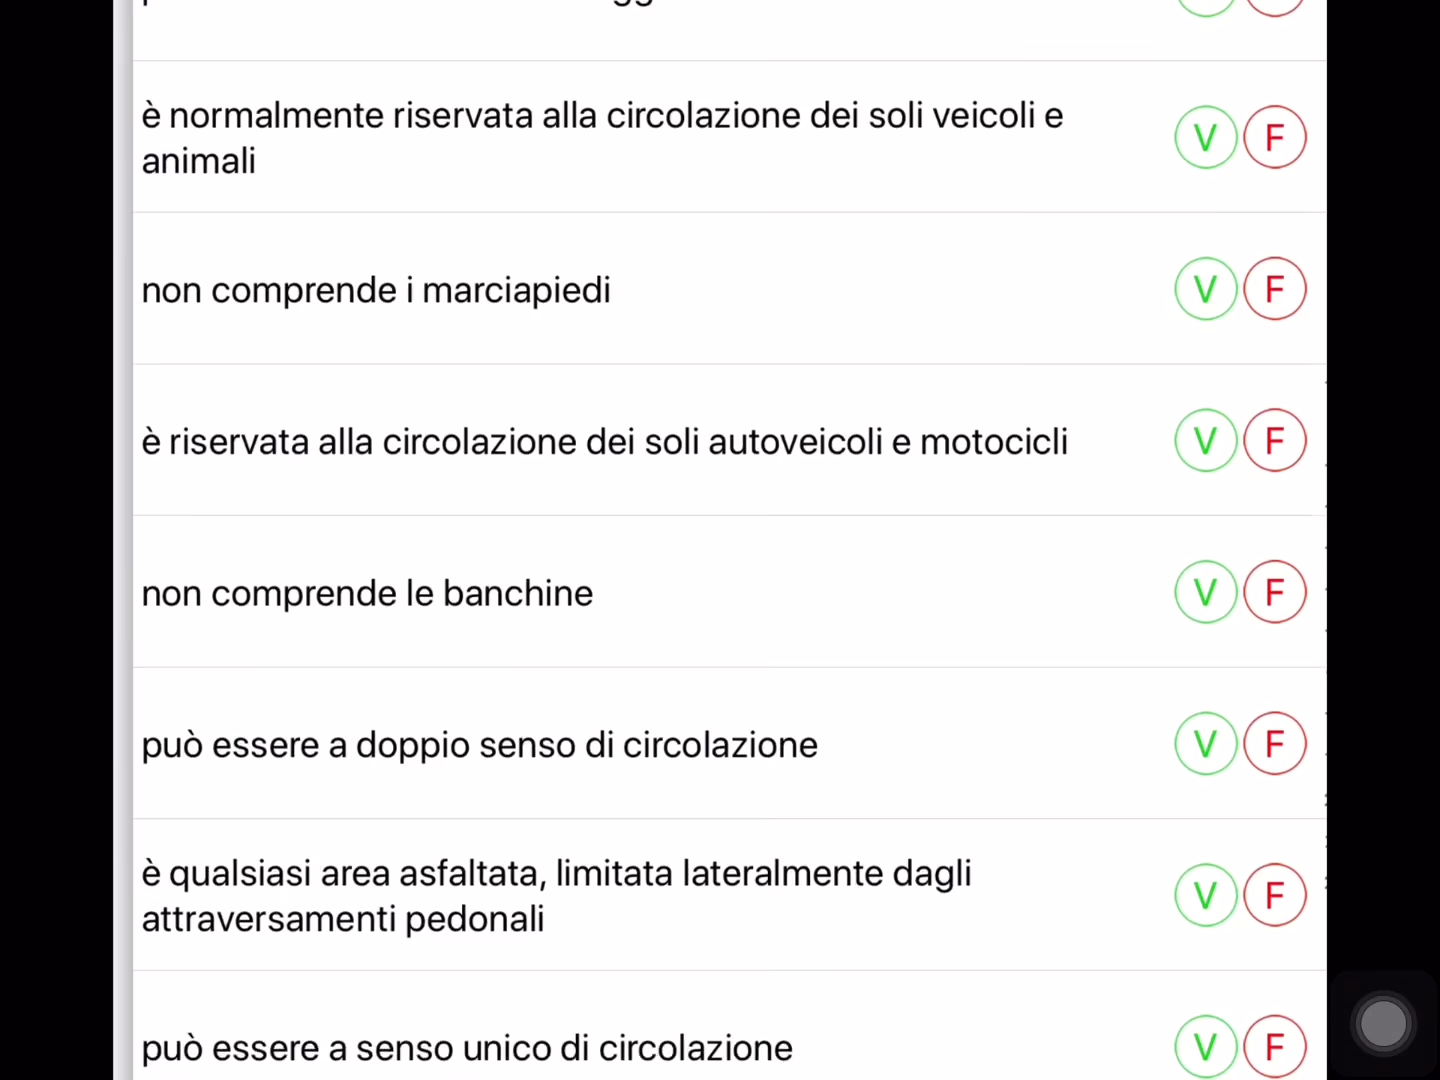 è normalmente riservata alla circolazione dei soli veicoli e
animali
V F
non comprende i marciapiedi
V F
è riservata alla circolazione dei soli autoveicoli e motocicli
V F
non comprende le banchine
V F
può essere a doppio senso di circolazione
V F
è qualsiasi area asfaltata, limitata lateralmente dagli
attraversamenti pedonali
V F
può essere a senso unico di circolazione
V F